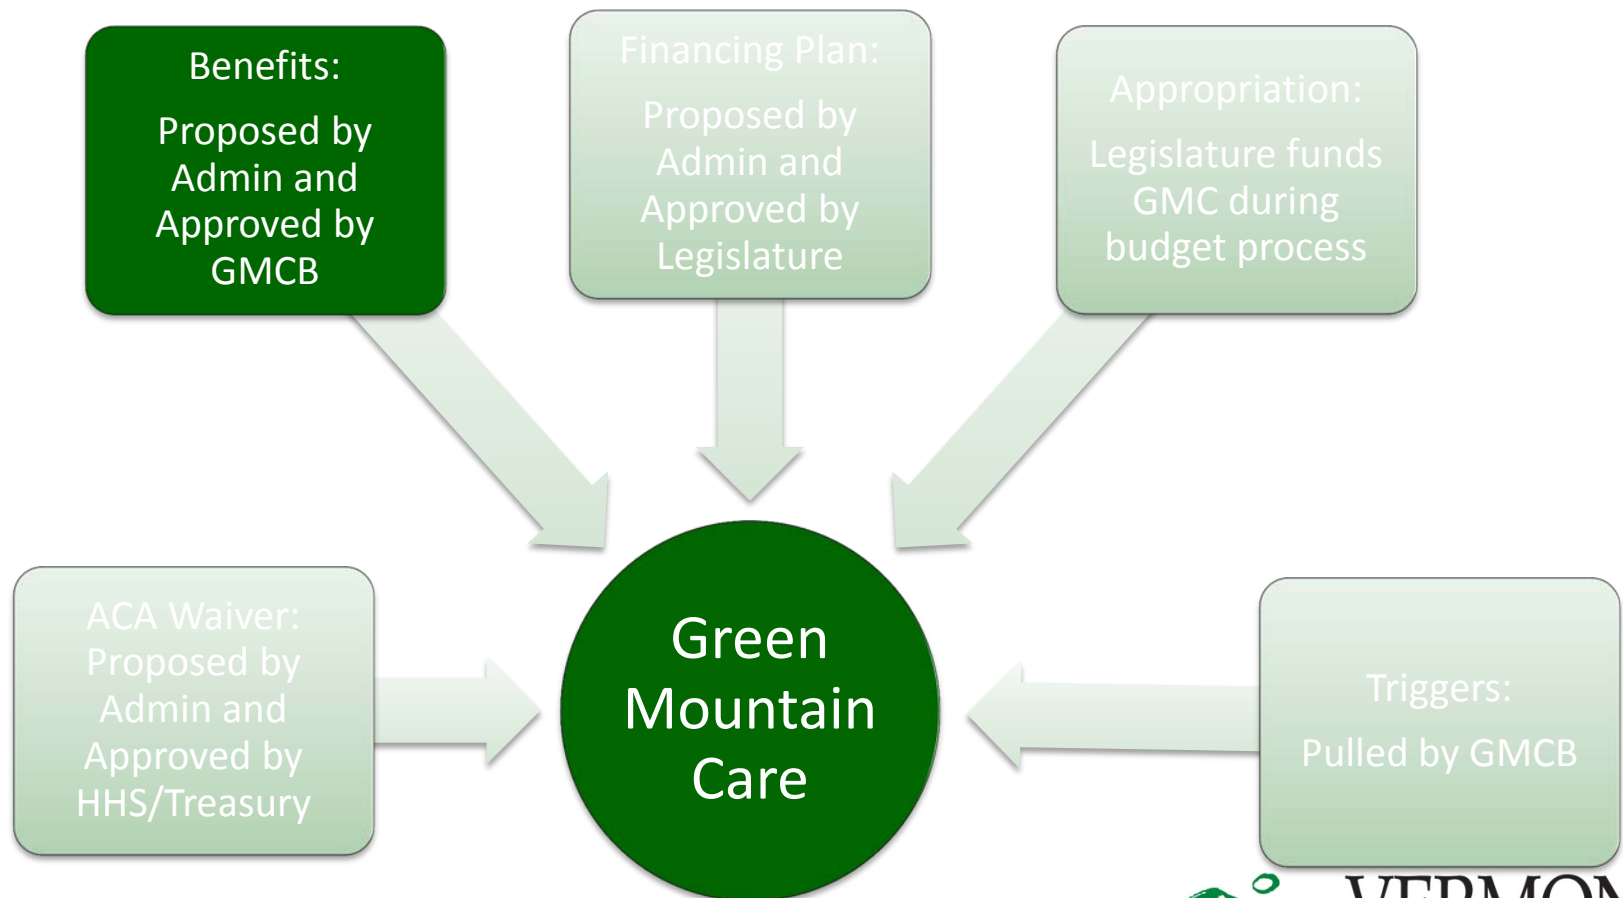 Benefits:
Proposed by
Admin and
Approved by
GMCB
Financing Plan:
Proposed by
Admin and
Approved by
Legislature
Appropriation:
Legislature funds
GMC during
budget process
ACA Waiver:
Proposed by
Admin and
Approved by
HHS/Treasury
Green
Mountain
Care
Triggers:
Pulled by GMCB
VERMON